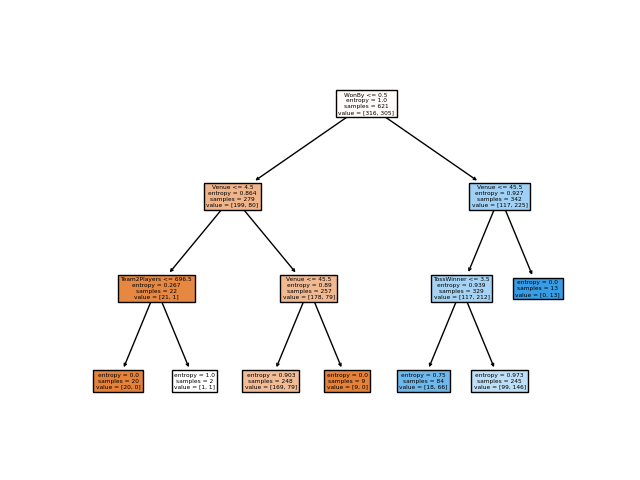 WonBy <= 0.5
entropy = 1.0
samples = 621
value = [316, 305]
Venue <= 4.5
entropy = 0.864
samples = 279
value = [199, 80]
Venue <= 45.5
entropy = 0.927
samples = 342
value = [117, 225]
Team2Players <= 696.5
entropy = 0.267
samples = 22
value = [21, 1]
Venue <= 45.5
entropy = 0.89
samples = 257
value = [178, 79]
TossWinner <= 3.5
entropy = 0.939
samples = 329
value = [117, 212]
entropy = 0.0
samples = 13
value = [0, 13]
entropy = 0.0
samples = 20
value = [20, 0]
entropy = 1.0
samples = 2
value = [1, 1]
entropy = 0.903
samples = 248
value = [169, 79]
entropy = 0.0
samples = 9
value = [9, 0]
entropy = 0.75
samples = 84
value = [18, 66]
entropy = 0.973
samples = 245
value = [99, 146]